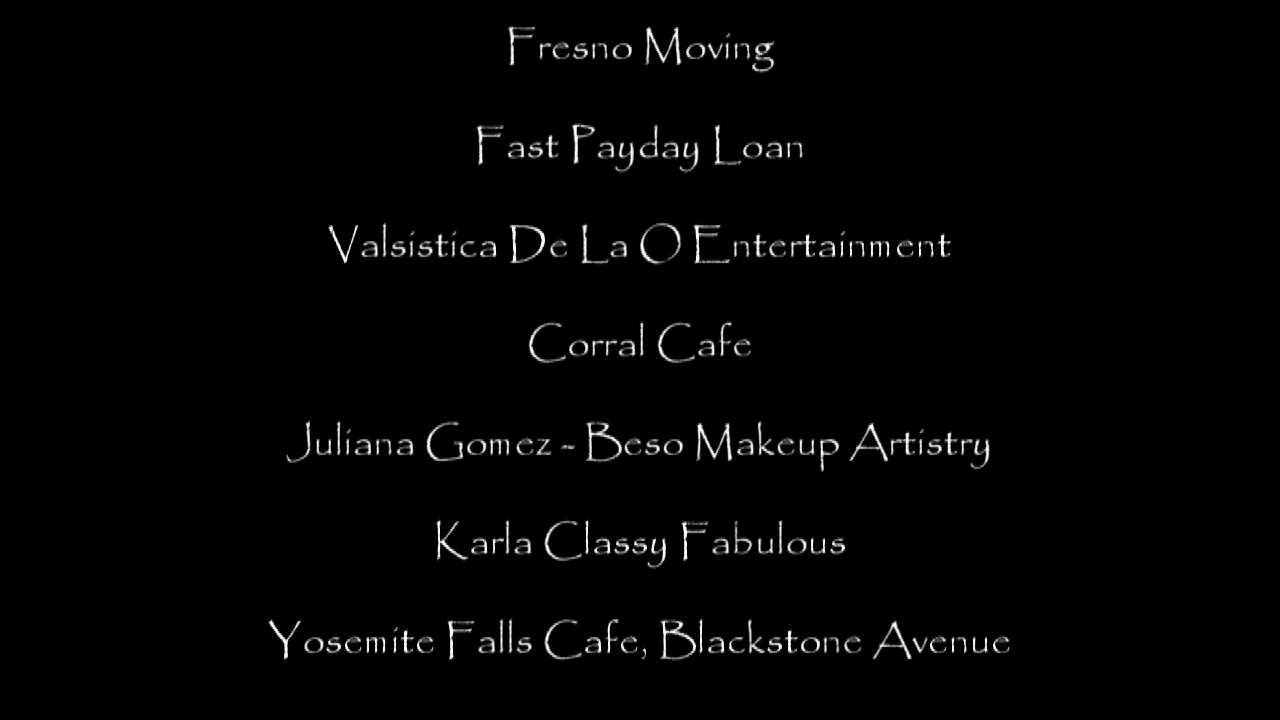 Fresno Moving
Fast Payday Loan
Valsistica De La O Entertainment
Corral Cafe
Juliana Gomez - Beso Makeup Artistry
Karla Classy Fabulous
Yosemite Falls Cafe, Blackstone Avenue